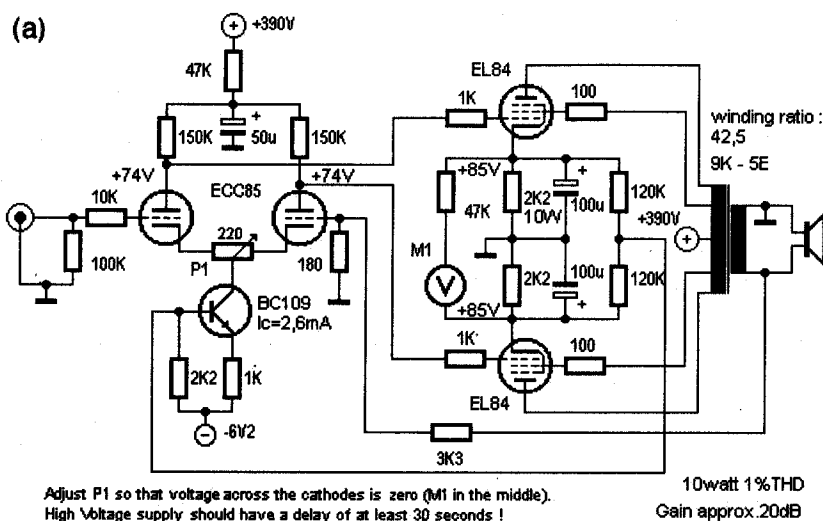 (a)
+390V
47K
+
150K
50u
150K
+74V
+74V
ECC85
10K
220
100K
P1
180
BC109
Ic=2,6mA
2K2
1K
-6V2
EL84
1K
100
winding ratio :
42,5
9K - 5E
+85V
+
47K
2K2
10W
100u
120K
+390V
M1
V
2K2
100u
120K
+85V
+
1K
100
EL84
3K3
Adjust P1 so that voltage across the cathodes is zero (M1 in the middle).
High Voltage supply should have a delay of at least 30 seconds !
10watt 1%THD
Gain approx.20dB